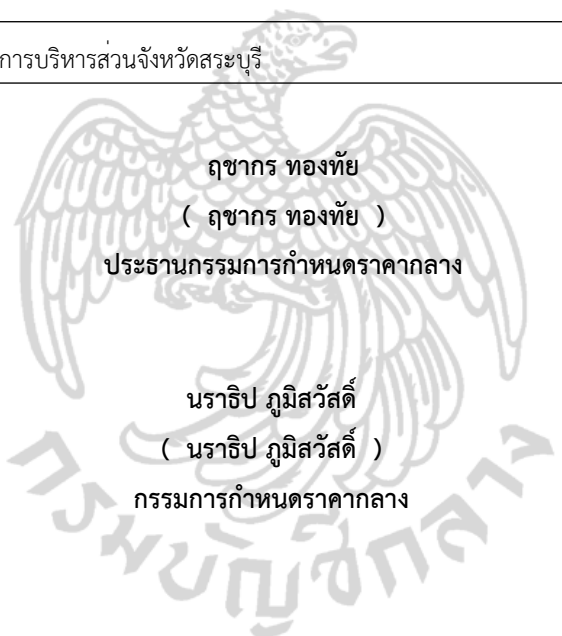 การบริหารส่วนจังหวัดสระบุรี
ฤชากร ทองทัย
( ฤชากร ทองทัย )
ประธานกรรมการกำหนดราคากลาง
นราธิป ภูมิสวัสดิ์
( นราธิป ภูมิสวัสดิ์ )
กรรมการกำหนดราคากลาง
กรมบัญชีกลาง